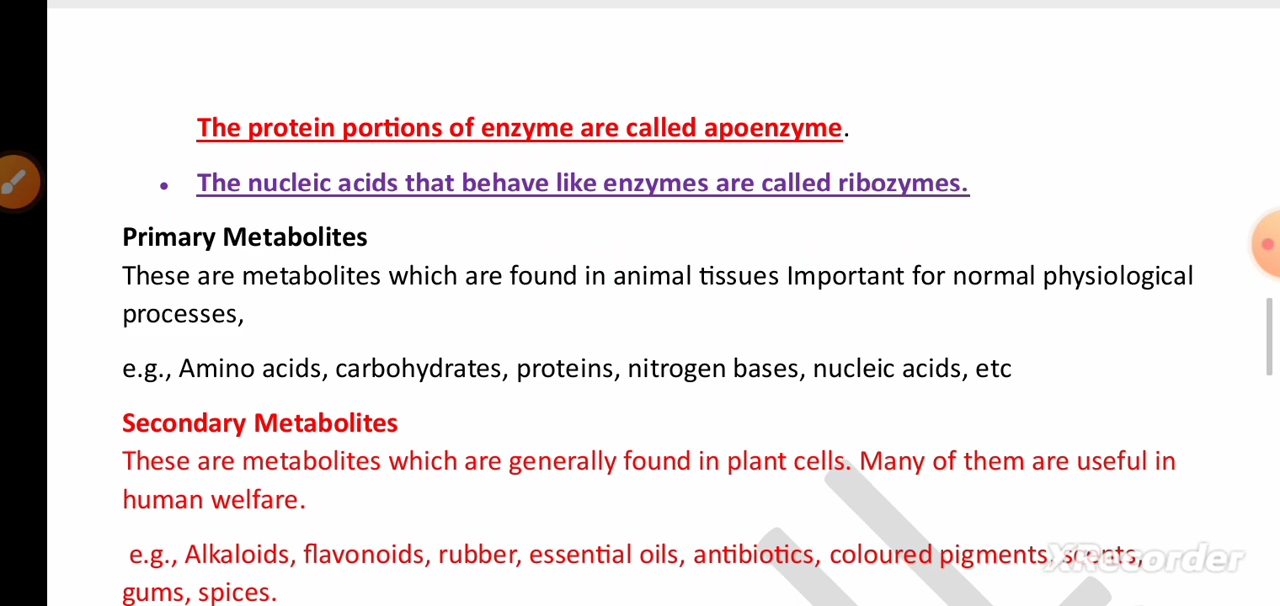 The protein portions of enzyme are called apoenzyme.
• The nucleic acids that behave like enzymes are called ribozymes.
Primary Metabolites
These are metabolites which are found in animal tissues Important for normal physiological
processes,
e.g., Amino acids, carbohydrates, proteins, nitrogen bases, nucleic acids, etc
Secondary Metabolites
These are metabolites which are generally found in plant cells. Many of them are useful in
human welfare.
e.g., Alkaloids, flavonoids, rubber, essential oils, antibiotics, coloured pigments, scents,
gums, spices.
XRecorder